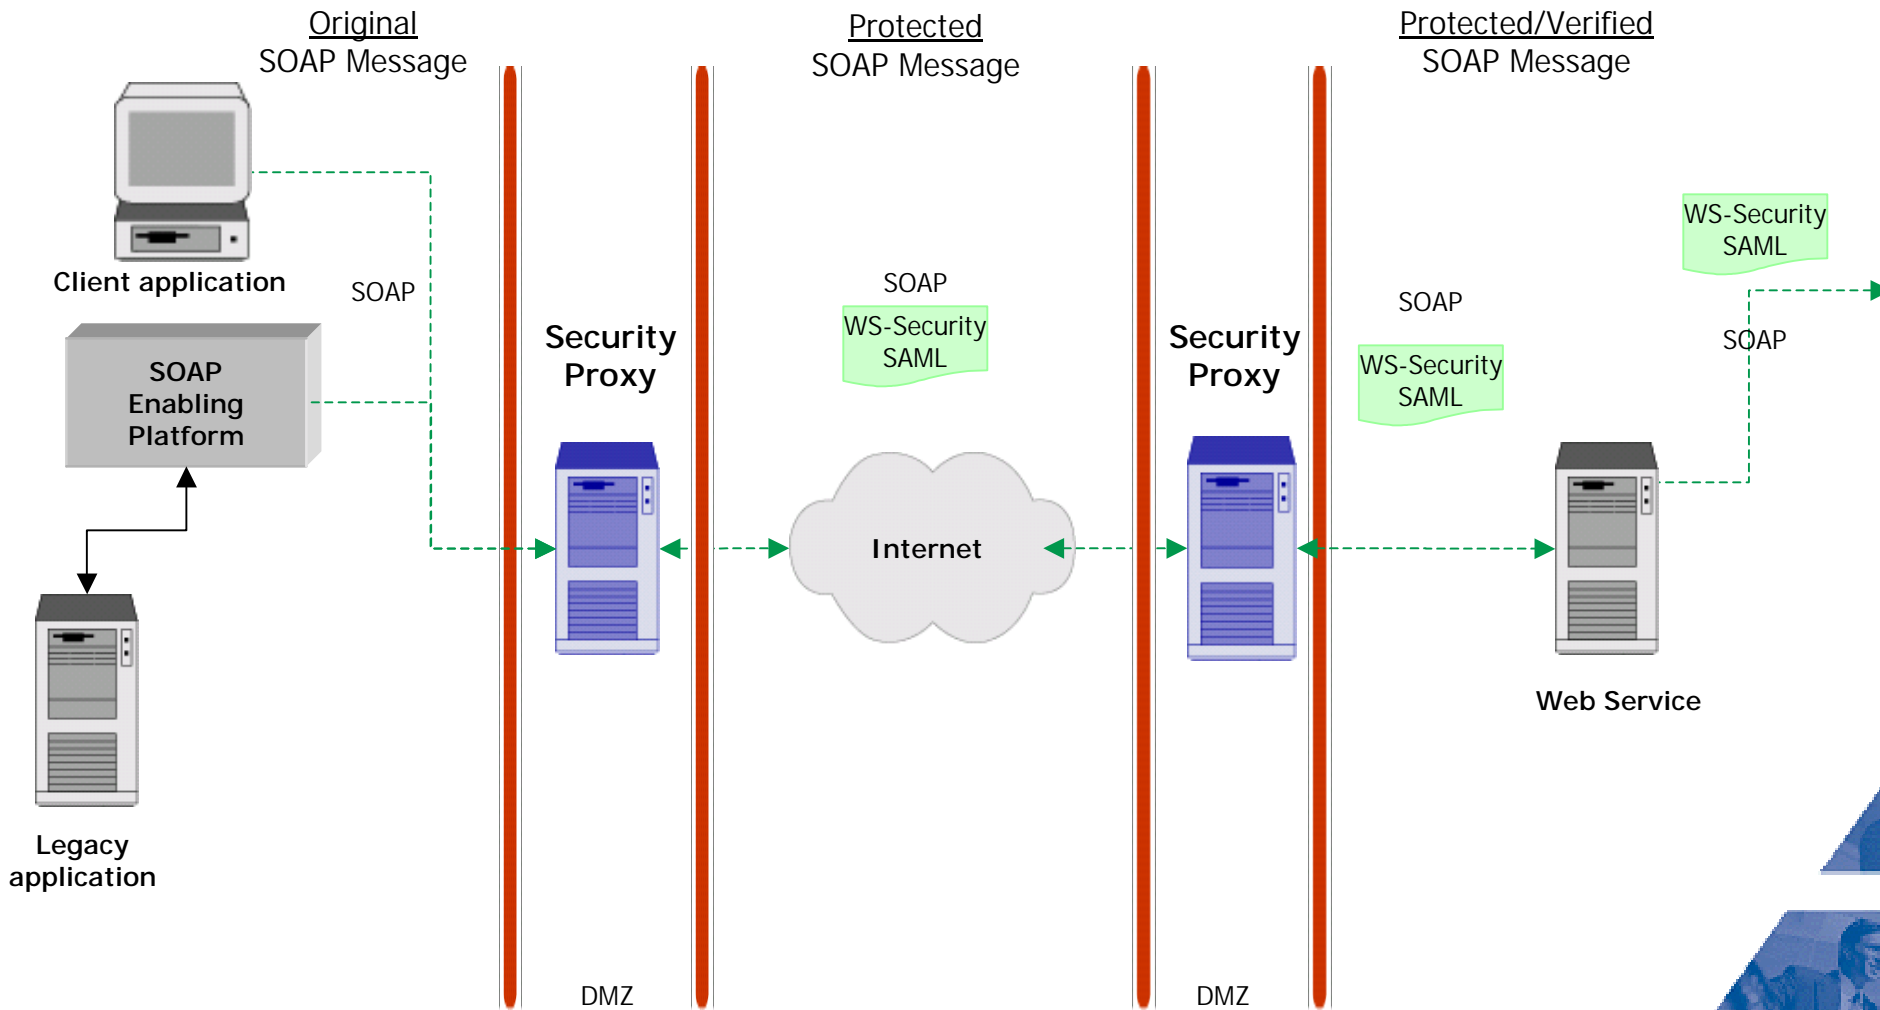 Original
SOAP Message
Protected
SOAP Message
Protected/Verified
SOAP Message
Client application
SOAP
SOAP
Enabling
Platform
Legacy
application
Security
Proxy
DMZ
SOAP
WS-Security
SAML
Internet
Security
Proxy
DMZ
SOAP
WS-Security
SAML
Web Service
WS-Security
SAML
SOAP